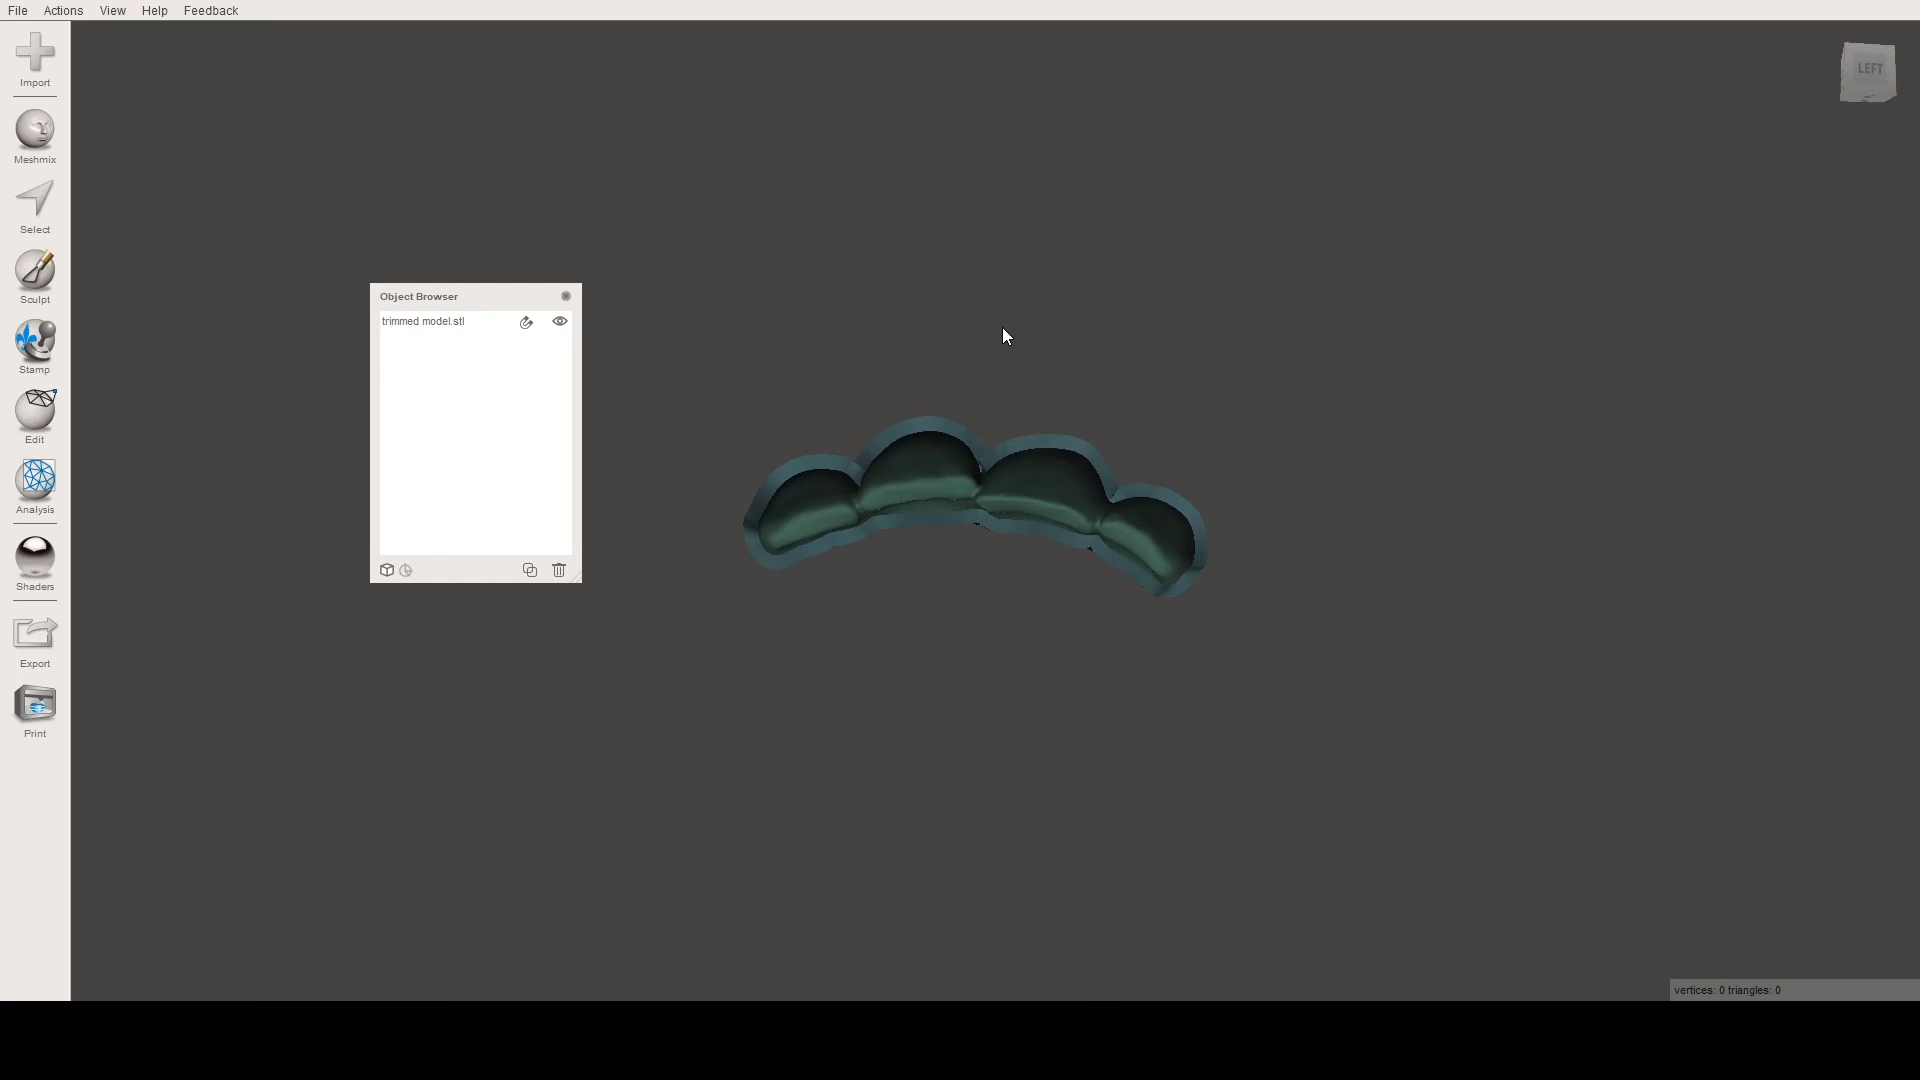 File Actions View Help Feedback
Import
Meshmix
Select
Sculpt
Stamp
Edit
Analysis
Shaders
Export
Print
Object Browser
trimmed model.stl
LEFT
vertices: 0 triangles: 0